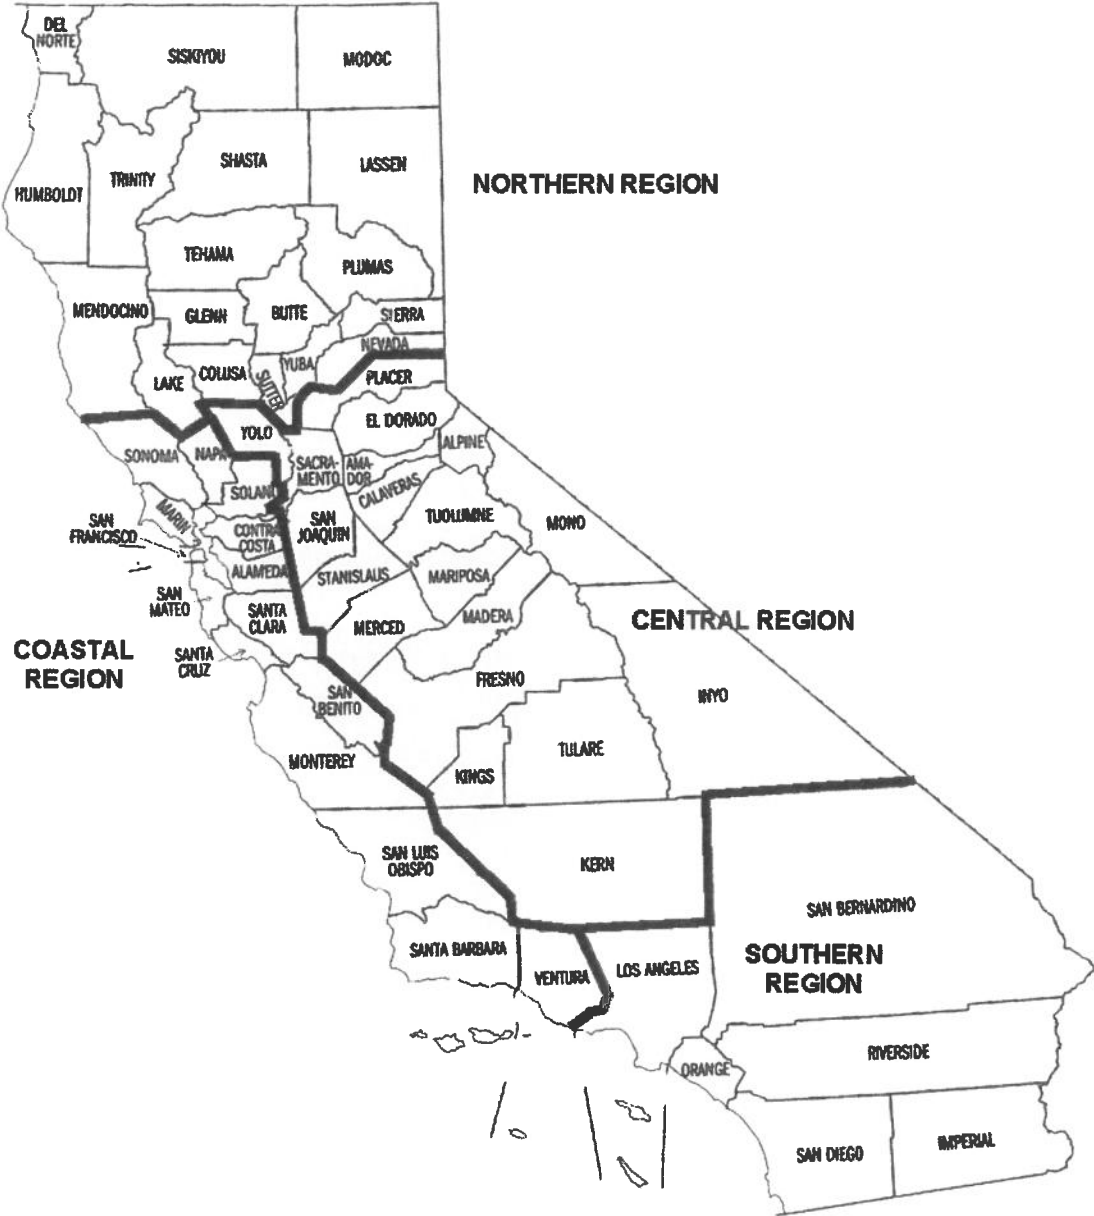 DEL
NORTE
SISKIYOU
MODOC
SHASTA
LASSEN
TRINITY
HUMBOLDT
NORTHERN REGION
TEHAMA
PLUMAS
MENDOCINO
GLENN
BUTTE
SIERRA
NEVADA
YUBA
COLUSA
LAKE
SUTTER
PLACER
EL DORADO
YOLO
ALPINE
SONOMA
NAPA
SACRA-
MENTO
AMA-
DOR
SOLANO
CALAVERAS
MARIN
SAN
FRANCISCO
CONTRA
COSTA
SAN
JOAQUIN
TUOLUMNE
MONO
ALAMEDA
STANISLAUS
MARIPOSA
SAN
MATEO
SANTA
CLARA
MERCED
MADERA
CENTRAL REGION
COASTAL
REGION
SANTA
CRUZ
SAN
BENITO
FRESNO
INYO
MONTEREY
KINGS
TULARE
SAN LUIS
OBISPO
KERN
SAN BERNARDINO
SANTA BARBARA
VENTURA
LOS ANGELES
SOUTHERN
REGION
ORANGE
RIVERSIDE
SAN DIEGO
IMPERIAL